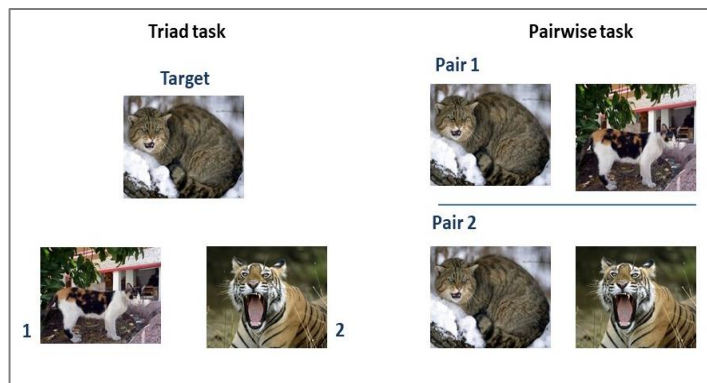 Triad task
Target
1
2
Pairwise task
Pair 1
Pair 2